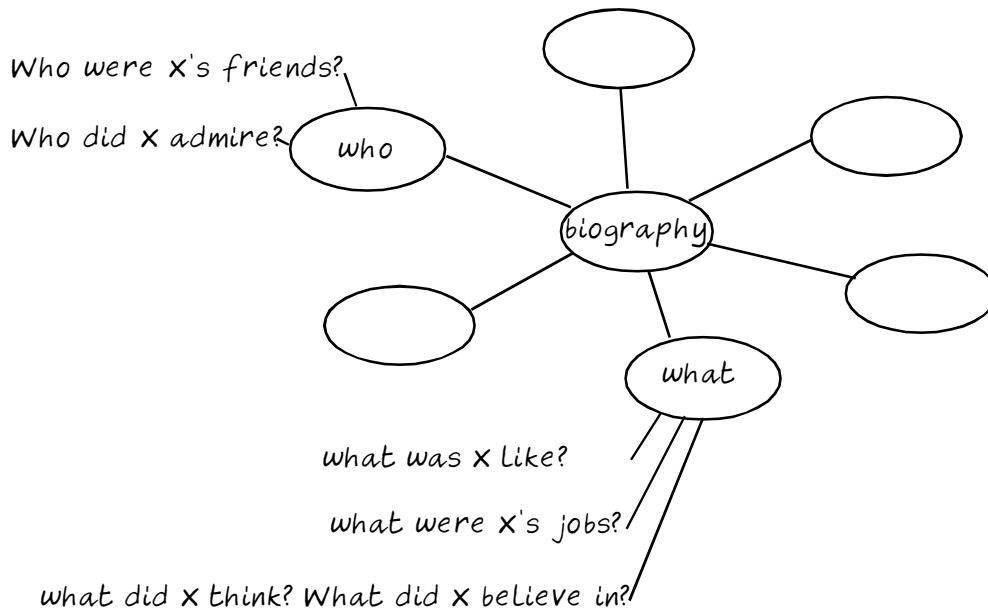 Who were x's friends?
Who did x admire?
who
biography
what
what was x like?
what were x's jobs?
what did x think? What did x believe in?